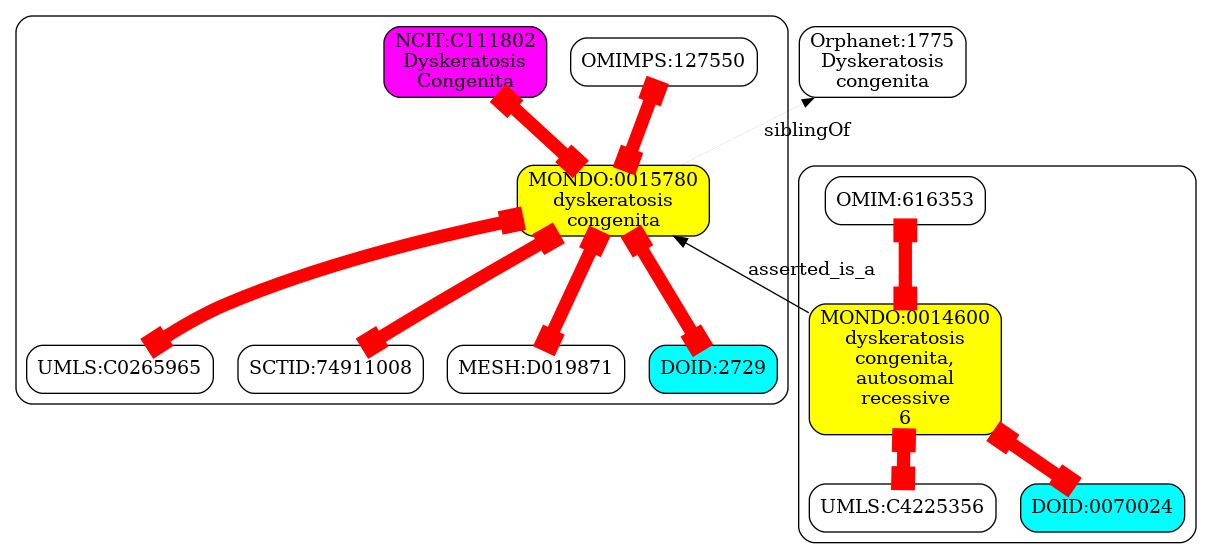 NCIT:C111802
Dyskeratosis
Congenita
OMIMPS:127550
Orphanet:1775
Dyskeratosis
congenita
siblingOf
MONDO:0015780
dyskeratosis
congenita
OMIM:616353
asserted_is_a
MONDO:0014600
dyskeratosis
congenita,
autosomal
recessive
6
UMLS:C0265965
SCTID:74911008
MESH:D019871
DOID:2729
UMLS:C4225356
DOID:0070024